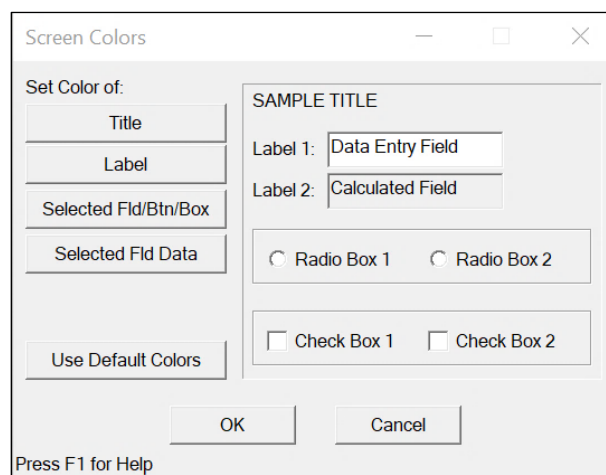 Screen Colors
Set Color of:
Title
Label
Selected Fld/Btn/Box
Selected Fld Data
Use Default Colors
SAMPLE TITLE
Label 1: Data Entry Field
Label 2: Calculated Field
Radio Box 1 Radio Box 2
Check Box 1 Check Box 2
OK Cancel
Press F1 for Help